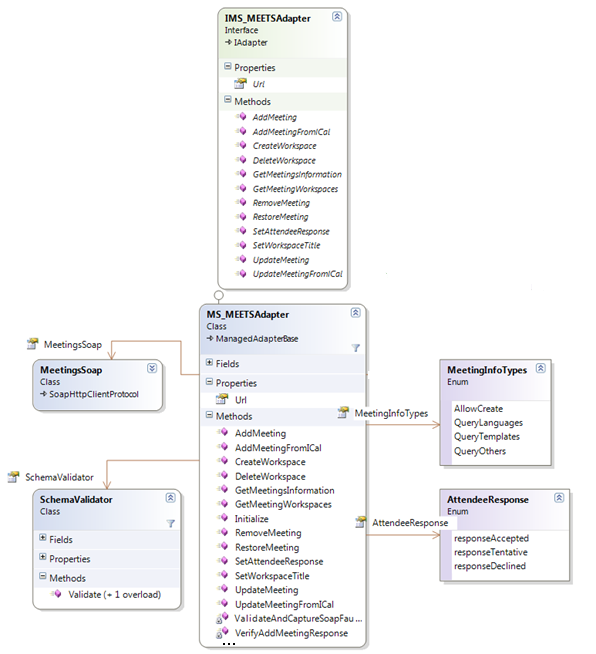 IMS_MEETSAdapter
Interface
IAdapter
Properties
Url
Methods
AddMeeting
AddMeetingFromICal
CreateWorkspace
DeleteWorkspace
GetMeetingsInformation
GetMeetingWorkspaces
RemoveMeeting
RestoreMeeting
SetAttendeeResponse
SetWorkspaceTitle
UpdateMeeting
UpdateMeetingFromICal
MS_MEETSAdapter
Class
ManagedAdapterBase
Fields
Properties
Url
Methods
AddMeeting
AddMeetingFromICal
CreateWorkspace
DeleteWorkspace
GetMeetingsInformation
GetMeetingWorkspaces
Initialize
RemoveMeeting
RestoreMeeting
SetAttendeeResponse
SetWorkspaceTitle
UpdateMeeting
UpdateMeetingFromICal
ValidateAndCaptureSoapFau ...
VerifyAddMeetingResponse
...
MeetingsSoap
MeetingsSoap
Class
SoapHttpClientProtocol
SchemaValidator
SchemaValidator
Class
Fields
Properties
Methods
Validate (+ 1 overload)
MeetingInfoTypes
MeetingInfoTypes
Enum
AllowCreate
QueryLanguages
QueryTemplates
QueryOthers
AttendeeResponse
AttendeeResponse
Enum
responseAccepted
responseTentative
responseDeclined